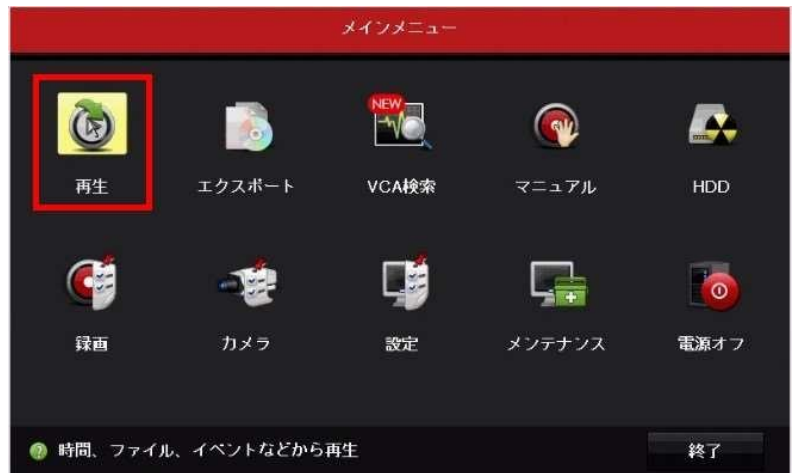 メインメニュー
NEW
再生 エクスポート VCA検索 マニュアル HDD
録画 カメラ 設定 メンテナンス 電源オフ
時間、ファイル、イベントなどから再生 終了